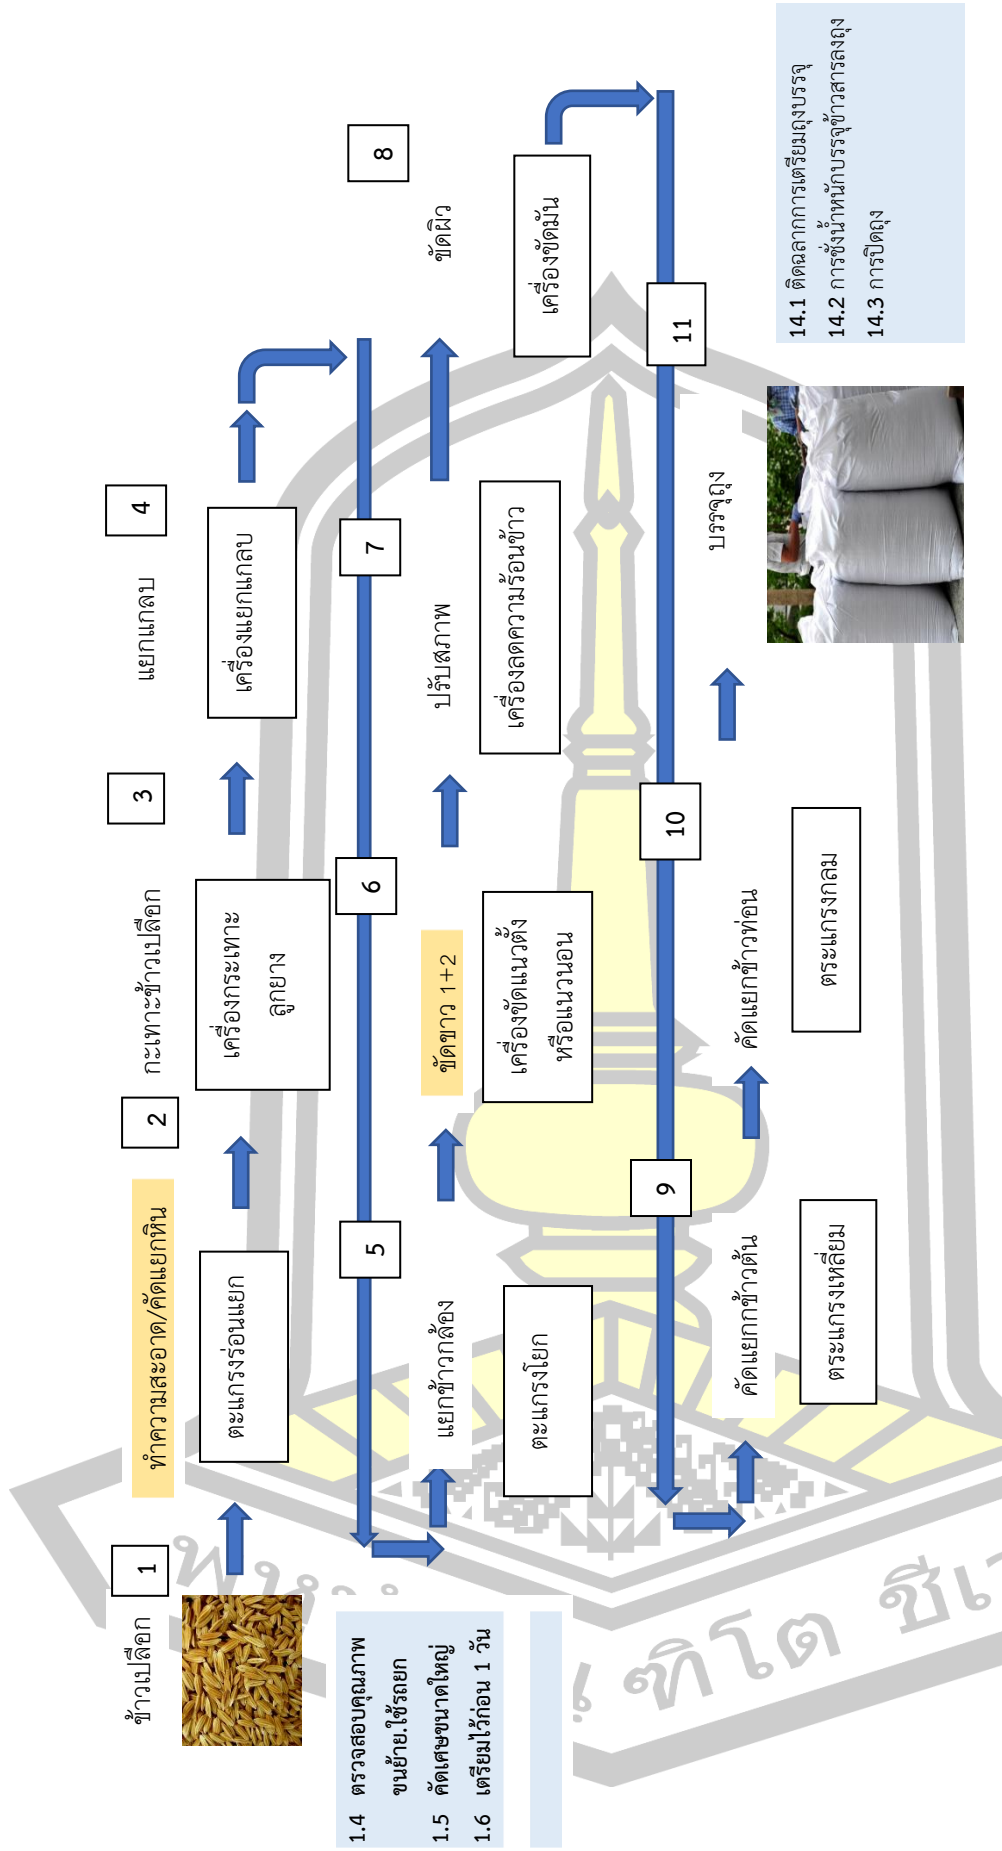 1
2
3
4
ข้าวเปลือก
ทำความสะอาด/คัดแยกหิน
กะเทาะข้าวเปลือก
แยกแกลบ
ตะแกรงร่อนแยก
เครื่องกระเทาะ
ลูกยาง
เครื่องแยกแกลบ
5
6
7
8
1.4 ตรวจสอบคุณภาพ
ขนย้าย.ใช้รถยก
1.5 คัดเศษขนาดใหญ่
1.6 เตรียมไว้ก่อน 1 วัน
แยกข้าวกล้อง
ขัดขาว 1+2
ปรับสภาพ
ขัดผิว
ตะแกรงโยก
เครื่องขัดแนวตั้ง
หรือแนวนอน
เครื่องลดความร้อนข้าว
เครื่องขัดมัน
9
10
11
คัดแยกกข้าวต้น
คัดแยกข้าวท่อน
บรรจุถุง
ตระแกรงเหลี่ยม
ตระแกรงกลม
14.1 ติดฉลากการเตรียมถุงบรรจุ
14.2 การชั่งน้ำหนักบรรจุข้าวสารลงถุง
14.3 การปิดถุง